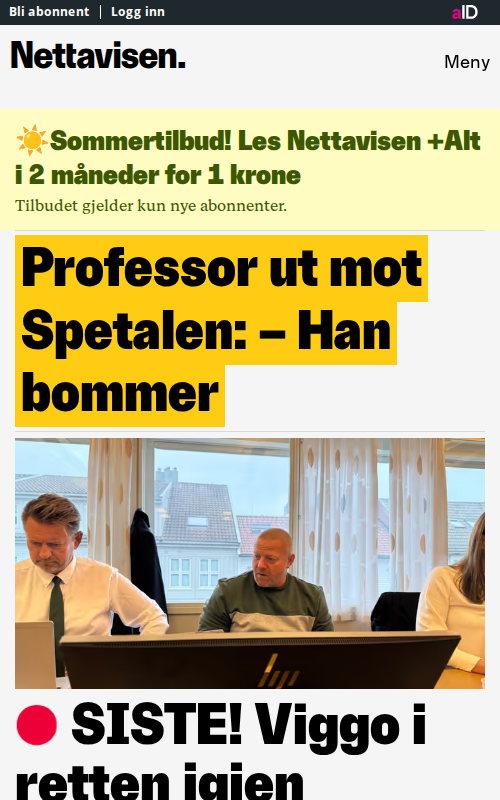 Bli abonnent | Logg inn
aID
Nettavisen.
Meny
☀️Sommertilbud! Les Nettavisen +Alt
i 2 måneder for 1 krone
Tilbudet gjelder kun nye abonnenter.
Professor ut mot
Spetalen: – Han
bommer
hp
🔴 SISTE! Viggo i
retten igjen